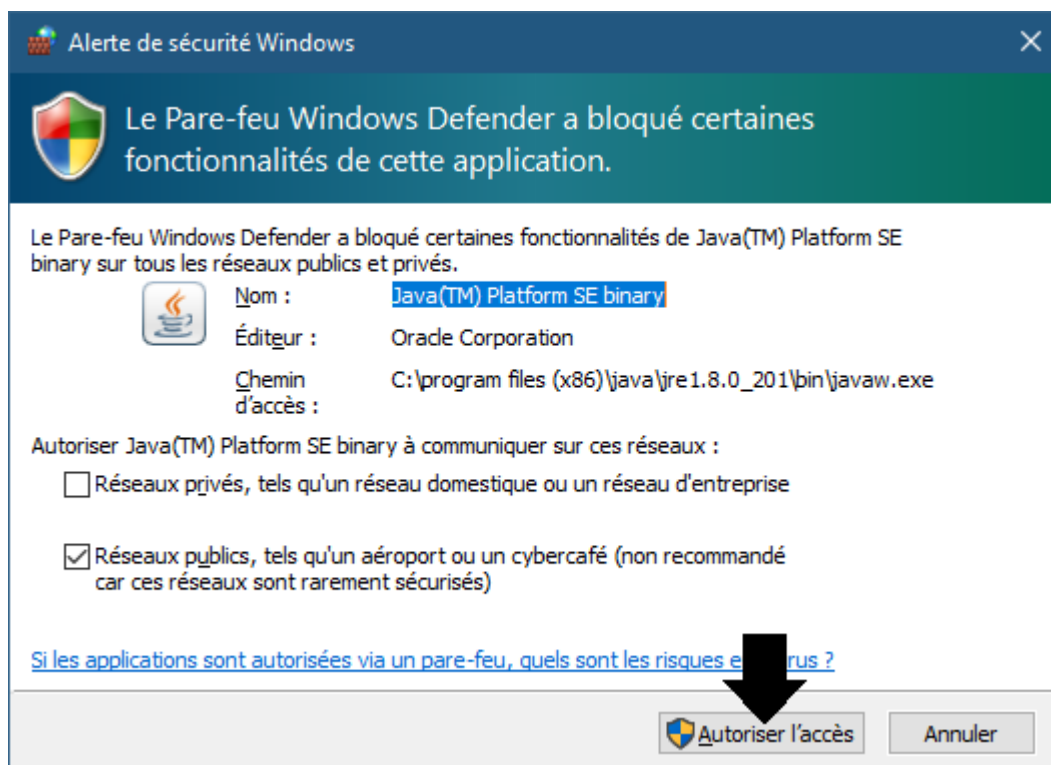 Alerte de sécurité Windows
Le Pare-feu Windows Defender a bloqué certaines
fonctionnalités de cette application.
Le Pare-feu Windows Defender a bloqué certaines fonctionnalités de Java(TM) Platform SE
binary sur tous les réseaux publics et privés.
Nom : Java(TM) Platform SE binary
Éditeur : Oracle Corporation
Chemin C:\program files (x86)\java\jre1.8.0_201\bin\javaw.exe
d'accès :
Autoriser Java(TM) Platform SE binary à communiquer sur ces réseaux :
Réseaux privés, tels qu'un réseau domestique ou un réseau d'entreprise
Réseaux publics, tels qu'un aéroport ou un cybercafé (non recommandé
car ces réseaux sont rarement sécurisés)
Si les applications sont autorisées via un pare-feu, quels sont les risques ?
Autoriser l'accès Annuler